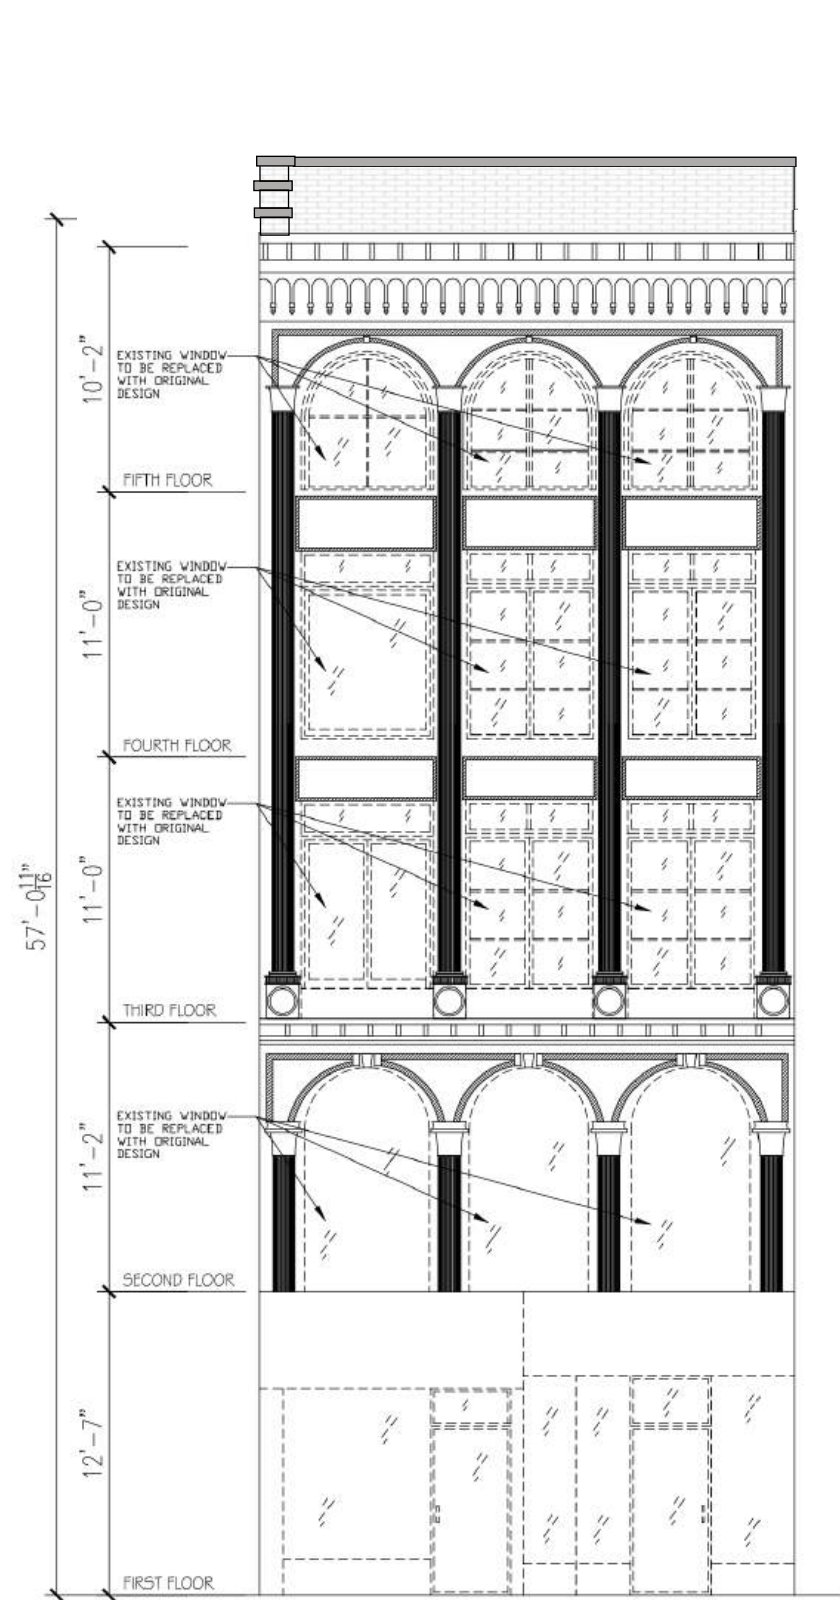 10'-2"
EXISTING WINDOW
TO BE REPLACED
WITH ORIGINAL
DESIGN
FIFTH FLOOR
11'-0"
EXISTING WINDOW
TO BE REPLACED
WITH ORIGINAL
DESIGN
FOURTH FLOOR
57'-0 11/16"
11'-0"
EXISTING WINDOW
TO BE REPLACED
WITH ORIGINAL
DESIGN
THIRD FLOOR
11'-2"
EXISTING WINDOW
TO BE REPLACED
WITH ORIGINAL
DESIGN
SECOND FLOOR
12'-7"
FIRST FLOOR